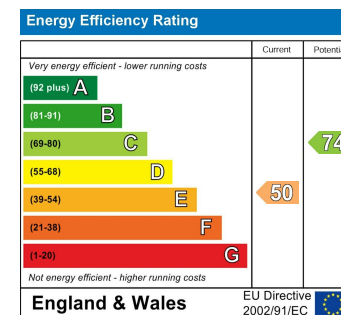 Energy Efficiency Rating
Current Potenti
Very energy efficient - lower running costs
(92 plus) A
(81-91) B
(69-80) C 74
(55-68) D
(39-54) E 50
(21-38) F
(1-20) G
Not energy efficient - higher running costs
England & Wales
EU Directive
2002/91/EC